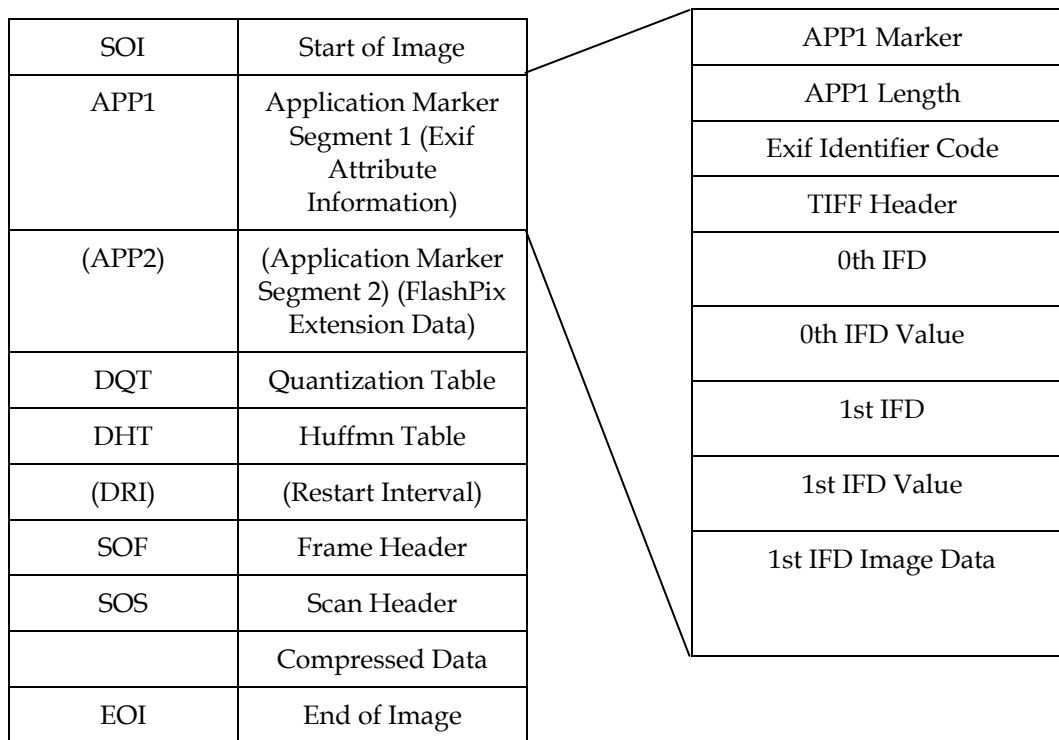 SOI
Start of Image
APP1
Application Marker
Segment 1 (Exif
Attribute
Information)
(APP2)
(Application Marker
Segment 2) (FlashPix
Extension Data)
DQT
Quantization Table
DHT
Huffmn Table
(DRI)
(Restart Interval)
SOF
Frame Header
SOS
Scan Header
Compressed Data
EOI
End of Image
APP1 Marker
APP1 Length
Exif Identifier Code
TIFF Header
0th IFD
0th IFD Value
1st IFD
1st IFD Value
1st IFD Image Data